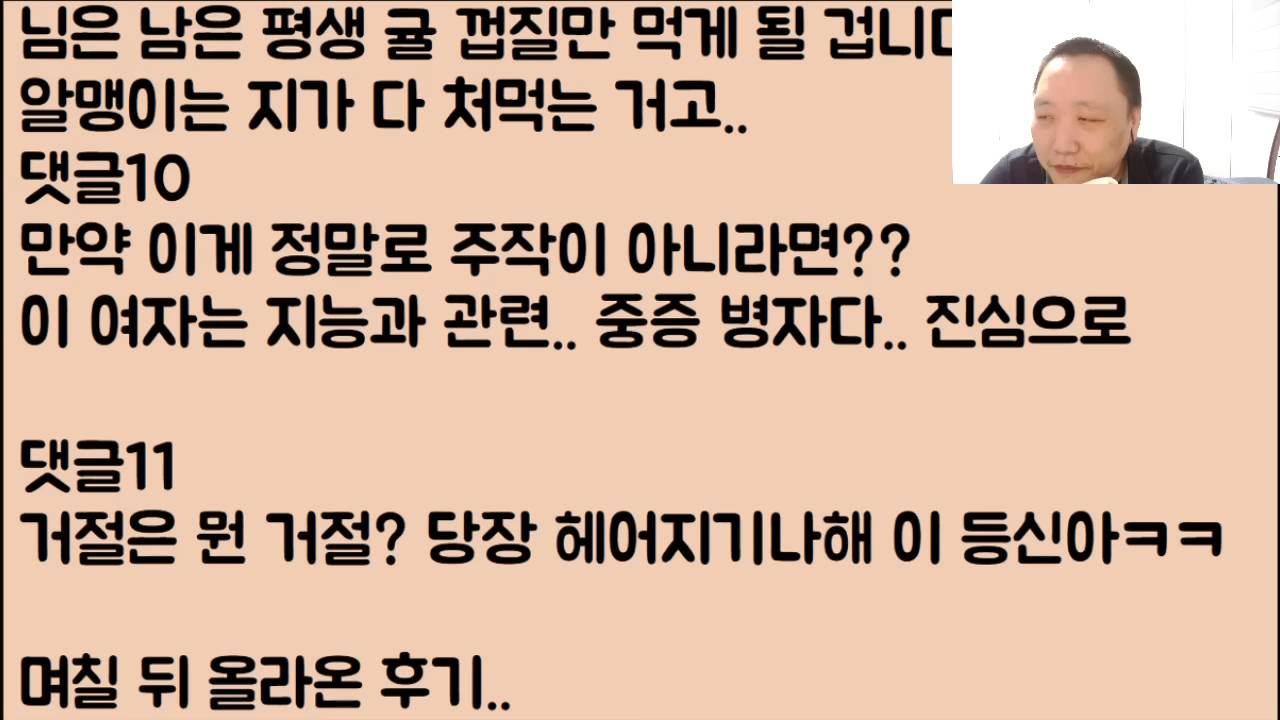 님은 남은 평생 귤 껍질만 먹게 될 겁니
알맹이는 지가 다 처먹는 거고..
댓글10
만약 이게 정말로 주작이 아니라면??
이 여자는 지능과 관련.. 중증 병자다.. 진심으로
댓글11
거절은 뭔 거절? 당장 헤어지기나해 이 등신아ㅋㅋ
며칠 뒤 올라온 후기..